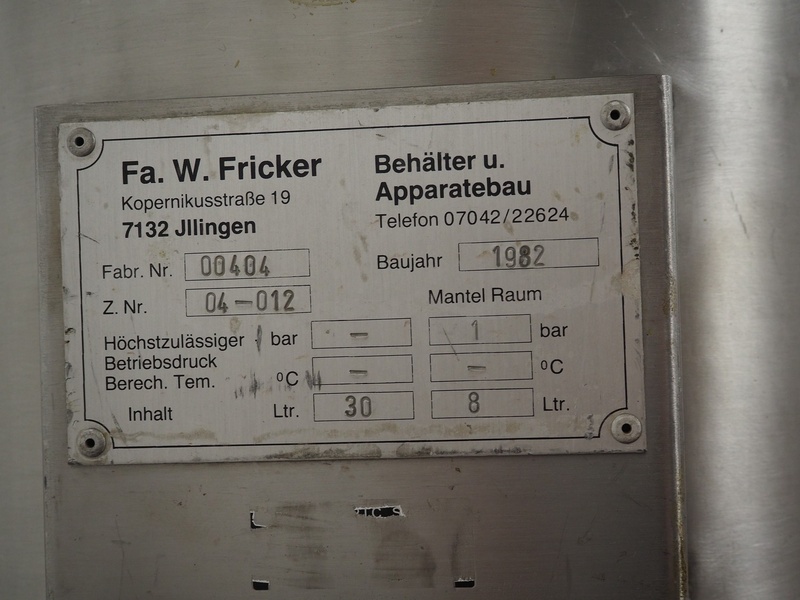 Fa. W. Fricker
Kopernikusstraße 19
7132 Jllingen
Behälter u.
Apparatebau
Telefon 07042/22624
Fabr. Nr. 00404
Baujahr 1982
Z. Nr. 04-012
Mantel Raum
Höchstzulässiger bar - 1 bar
Betriebsdruck
Berech. Tem. °C - - °C
Inhalt Ltr. 30 8 Ltr.